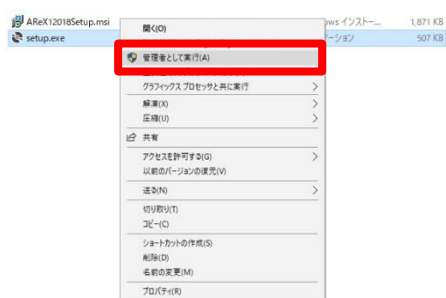 AReX12018Setup.msi
ows インストー... 1,871 KB
setup.exe
ーション 507 KB
開く(O)
管理者として実行(A)
グラフィックス プロセッサと共に実行
解凍(X)
圧縮(U)
共有
アクセスを許可する(G)
以前のバージョンの復元(V)
送る(N)
切り取り(T)
コピー(C)
ショートカットの作成(S)
削除(D)
名前の変更(M)
プロパティ(R)